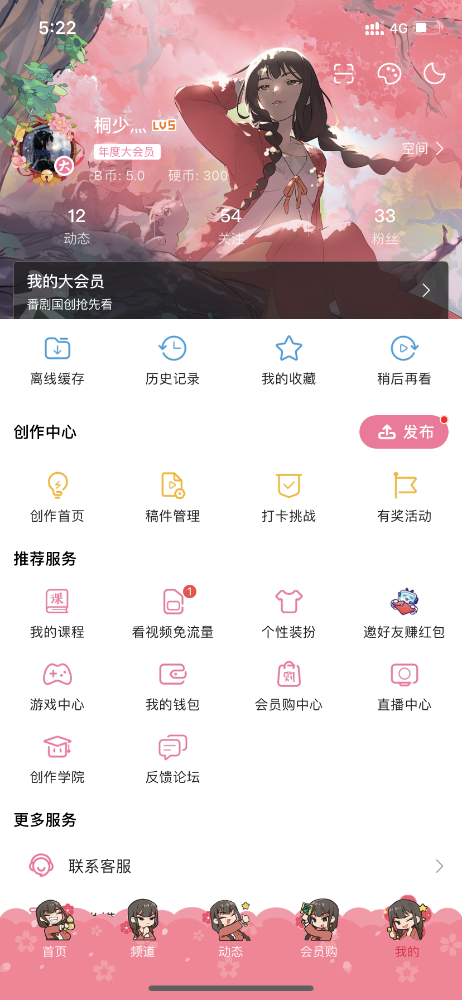 5:22
4G
桐少灬 LV5
年度大会员
大
空间
B币: 5.0 硬币: 300
12 54 33
动态 关注 粉丝
我的大会员
番剧国创抢先看
离线缓存 历史记录 我的收藏 稍后再看
创作中心 发布
创作首页 稿件管理 打卡挑战 有奖活动
推荐服务
课 1
我的课程 看视频免流量 个性装扮 邀好友赚红包
购
游戏中心 我的钱包 会员购中心 直播中心
创作学院 反馈论坛
更多服务
联系客服
买
首页 频道 动态 会员购 我的